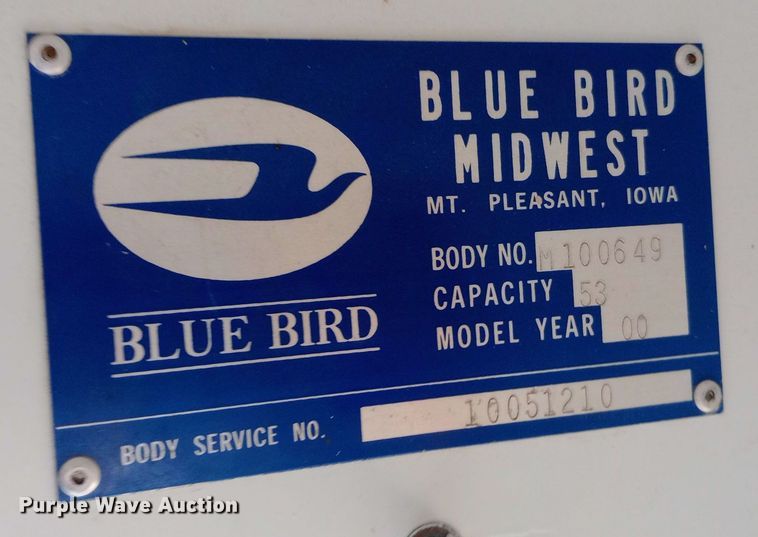 BLUE BIRD
MIDWEST
MT. PLEASANT, IOWA
BODY NO. M100649
CAPACITY 53
MODEL YEAR 00
BLUE BIRD
BODY SERVICE NO. 10051210
Purple Wave Auction